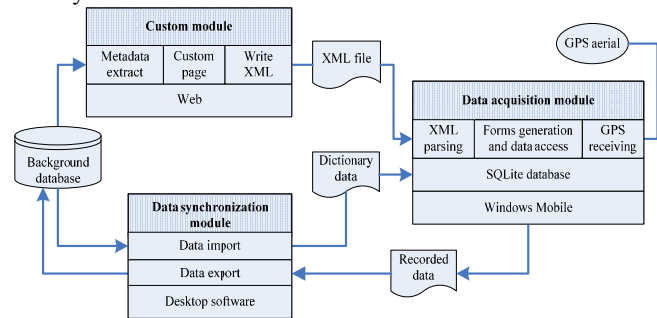 Custom module
Metadata
extract
Custom
page
Write
XML
Web
XML file
GPS aerial
Data acquisition module
XML
parsing
Forms generation
and data access
GPS
receiving
SQLite database
Windows Mobile
Background
database
Dictionary
data
Data synchronization
module
Data import
Data export
Desktop software
Recorded
data